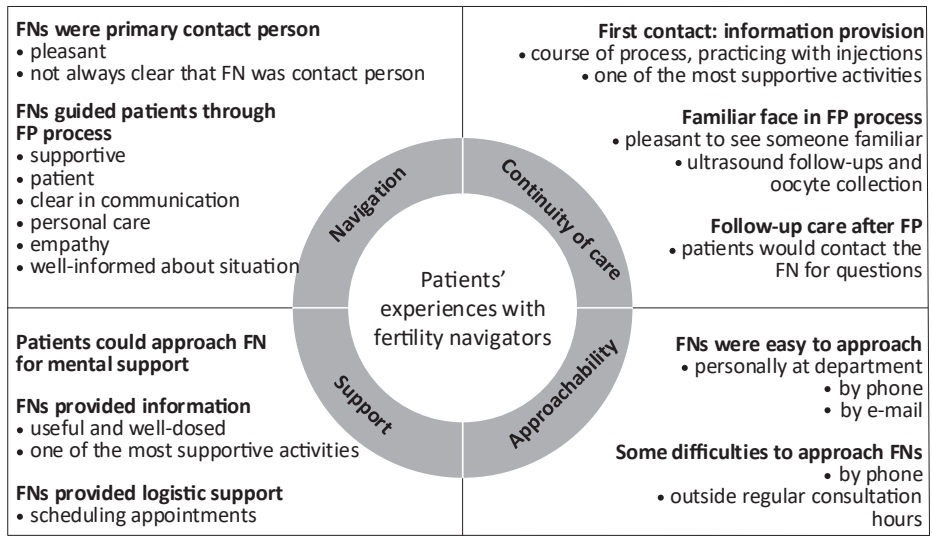 FNs were primary contact person
• pleasant
• not always clear that FN was contact person
FNs guided patients through
FP process
• supportive
• patient
• clear in communication
• personal care
• empathy
• well-informed about situation
First contact: information provision
• course of process, practicing with injections
• one of the most supportive activities
Familiar face in FP process
• pleasant to see someone familiar
• ultrasound follow-ups and
oocyte collection
Follow-up care after FP
• patients would contact the
FN for questions
Navigation
Continuity of care
Patients’
experiences with
fertility navigators
Support
Approachability
Patients could approach FN
for mental support
FNs provided information
• useful and well-dosed
• one of the most supportive activities
FNs provided logistic support
• scheduling appointments
FNs were easy to approach
• personally at department
• by phone
• by e-mail
Some difficulties to approach FNs
• by phone
• outside regular consultation
hours